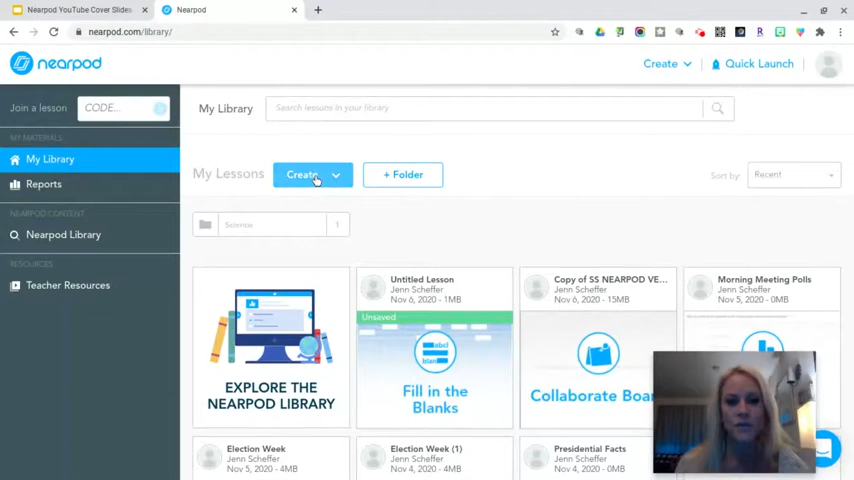 Nearpod YouTube Cover Slides
Nearpod
nearpod.com/library/
nearpod
Create
Quick Launch
Join a lesson
CODE...
My Library
Search lessons in your library
MY MATERIALS
My Library
Reports
My Lessons
Create
+ Folder
Sort by:
Recent
NEARPOD CONTENT
Nearpod Library
Science
1
RESOURCES
Teacher Resources
EXPLORE THE
NEARPOD LIBRARY
Untitled Lesson
Jenn Scheffer
Nov 6, 2020 - 1MB
Unsaved
abc
blan
Fill in the
Blanks
Copy of SS NEARPOD VE...
Jenn Scheffer
Nov 6, 2020 - 15MB
Collaborate Boa
Morning Meeting Polls
Jenn Scheffer
Nov 5, 2020 - 0MB
Election Week
Jenn Scheffer
Nov 5, 2020 - 4MB
Election Week (1)
Jenn Scheffer
Nov 4, 2020 - 4MB
Presidential Facts
Jenn Scheffer
Nov 4, 2020 - 0MB